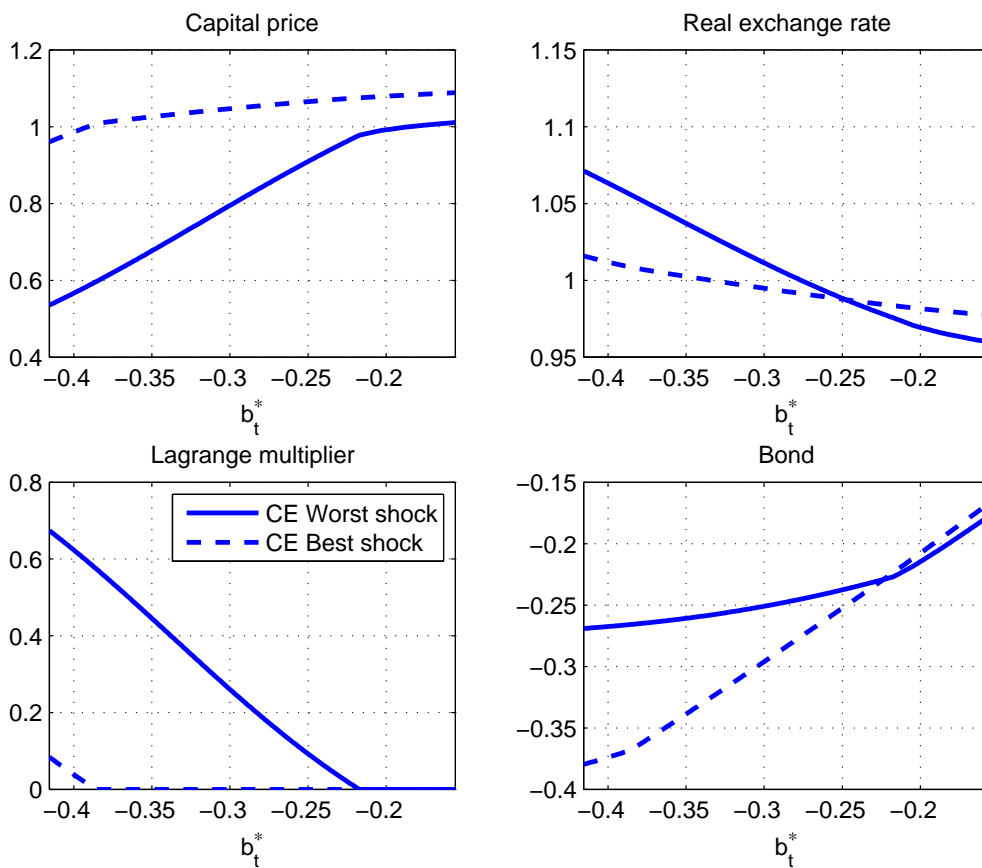 Capital price
1.2
1
0.8
0.6
0.4
−0.4 −0.35 −0.3 −0.25 −0.2
b*t
Real exchange rate
1.15
1.1
1.05
1
0.95
−0.4 −0.35 −0.3 −0.25 −0.2
b*t
Lagrange multiplier
0.8
0.6
0.4
0.2
0
CE Worst shock
CE Best shock
−0.4 −0.35 −0.3 −0.25 −0.2
b*t
Bond
−0.15
−0.2
−0.25
−0.3
−0.35
−0.4
−0.4 −0.35 −0.3 −0.25 −0.2
b*t